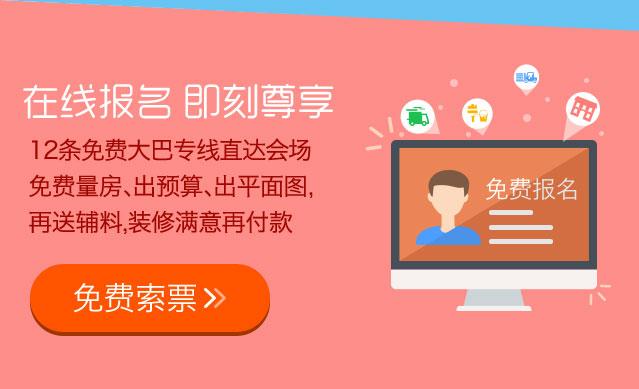 在线报名 即刻尊享
12条免费大巴专线直达会场
免费量房、出预算、出平面图,
再送辅料,装修满意再付款
免费索票
免费报名